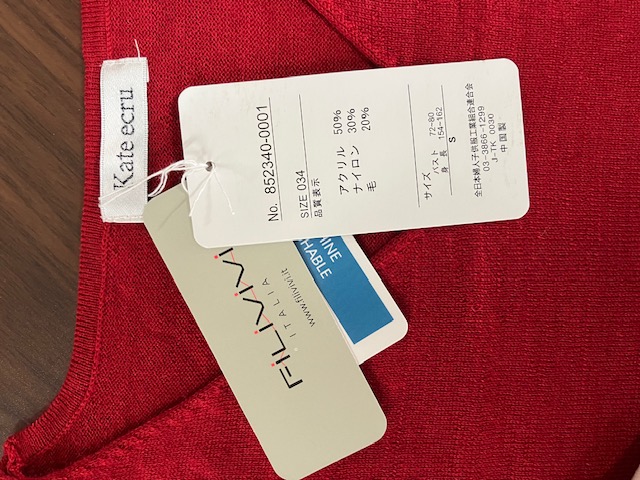 Kate ecru
No. 852340-0001
SIZE 034
品質表示
アクリル 50%
ナイロン 30%
毛 20%
サイズ
バスト 72-80
身長 154-162
S
全日本婦人子供服工業組合連合会
03-3866-1299
J-TK 0030
中国製
FiLiViVi
ITALIA
www.filivivi.it
INE
HABLE